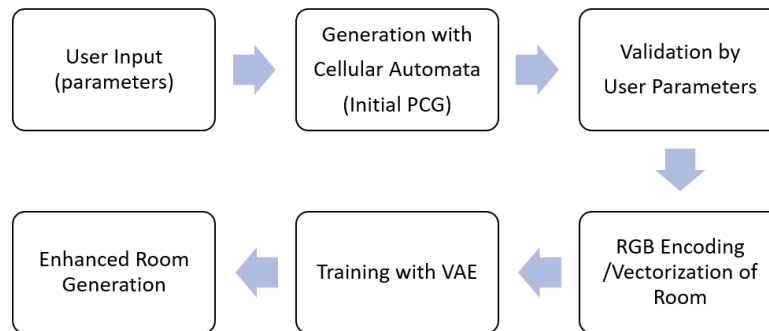 User Input
(parameters)
Generation with
Cellular Automata
(Initial PCG)
Validation by
User Parameters
RGB Encoding
/Vectorization of
Room
Training with VAE
Enhanced Room
Generation